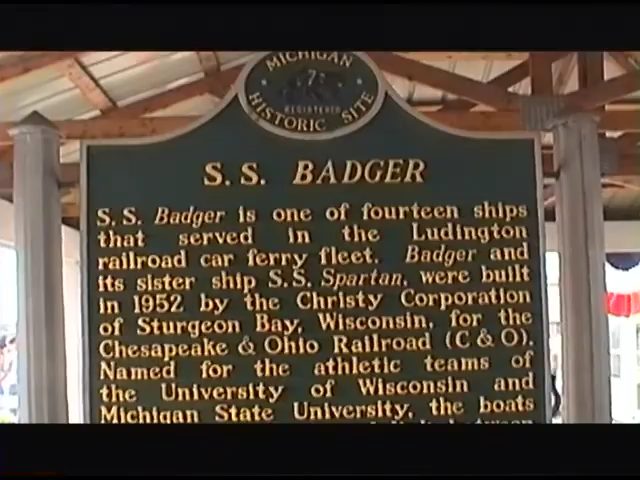 MICHIGAN
7
REGISTERED
HISTORIC SITE
S. S. BADGER
S. S. Badger is one of fourteen ships
that served in the Ludington
railroad car ferry fleet. Badger and
its sister ship S.S. Spartan, were built
in 1952 by the Christy Corporation
of Sturgeon Bay, Wisconsin, for the
Chesapeake & Ohio Railroad (C & O).
Named for the athletic teams of
the University of Wisconsin and
Michigan State University, the boats
between